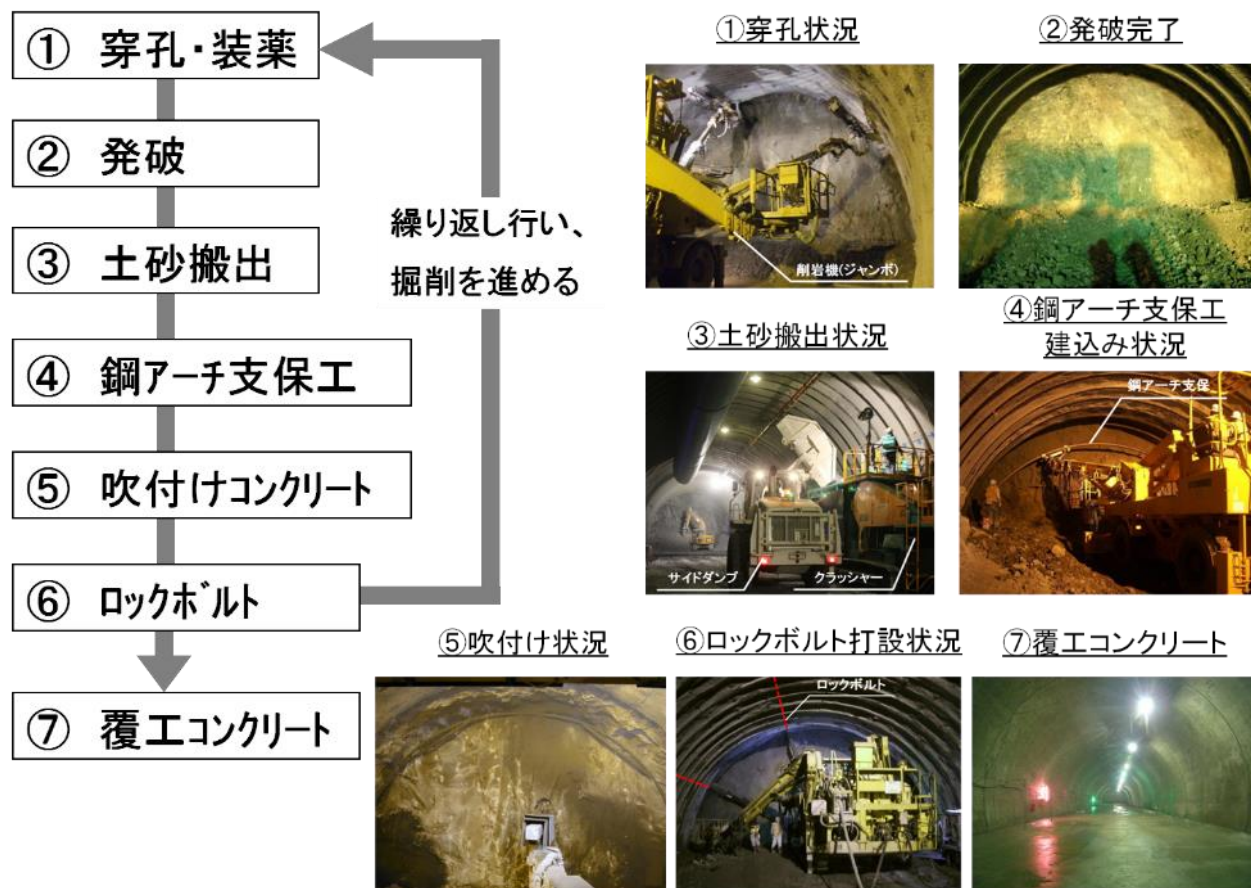 ① 穿孔・装薬
② 発破
③ 土砂搬出
④ 鋼アーチ支保工
⑤ 吹付けコンクリート
⑥ ロックボルト
⑦ 覆工コンクリート
繰り返し行い、
掘削を進める
①穿孔状況
削岩機(ジャンボ)
②発破完了
③土砂搬出状況
サイドダンプ
クラッシャー
④鋼アーチ支保工
建込み状況
鋼アーチ支保
⑤吹付け状況
⑥ロックボルト打設状況
ロックボルト
⑦覆工コンクリート